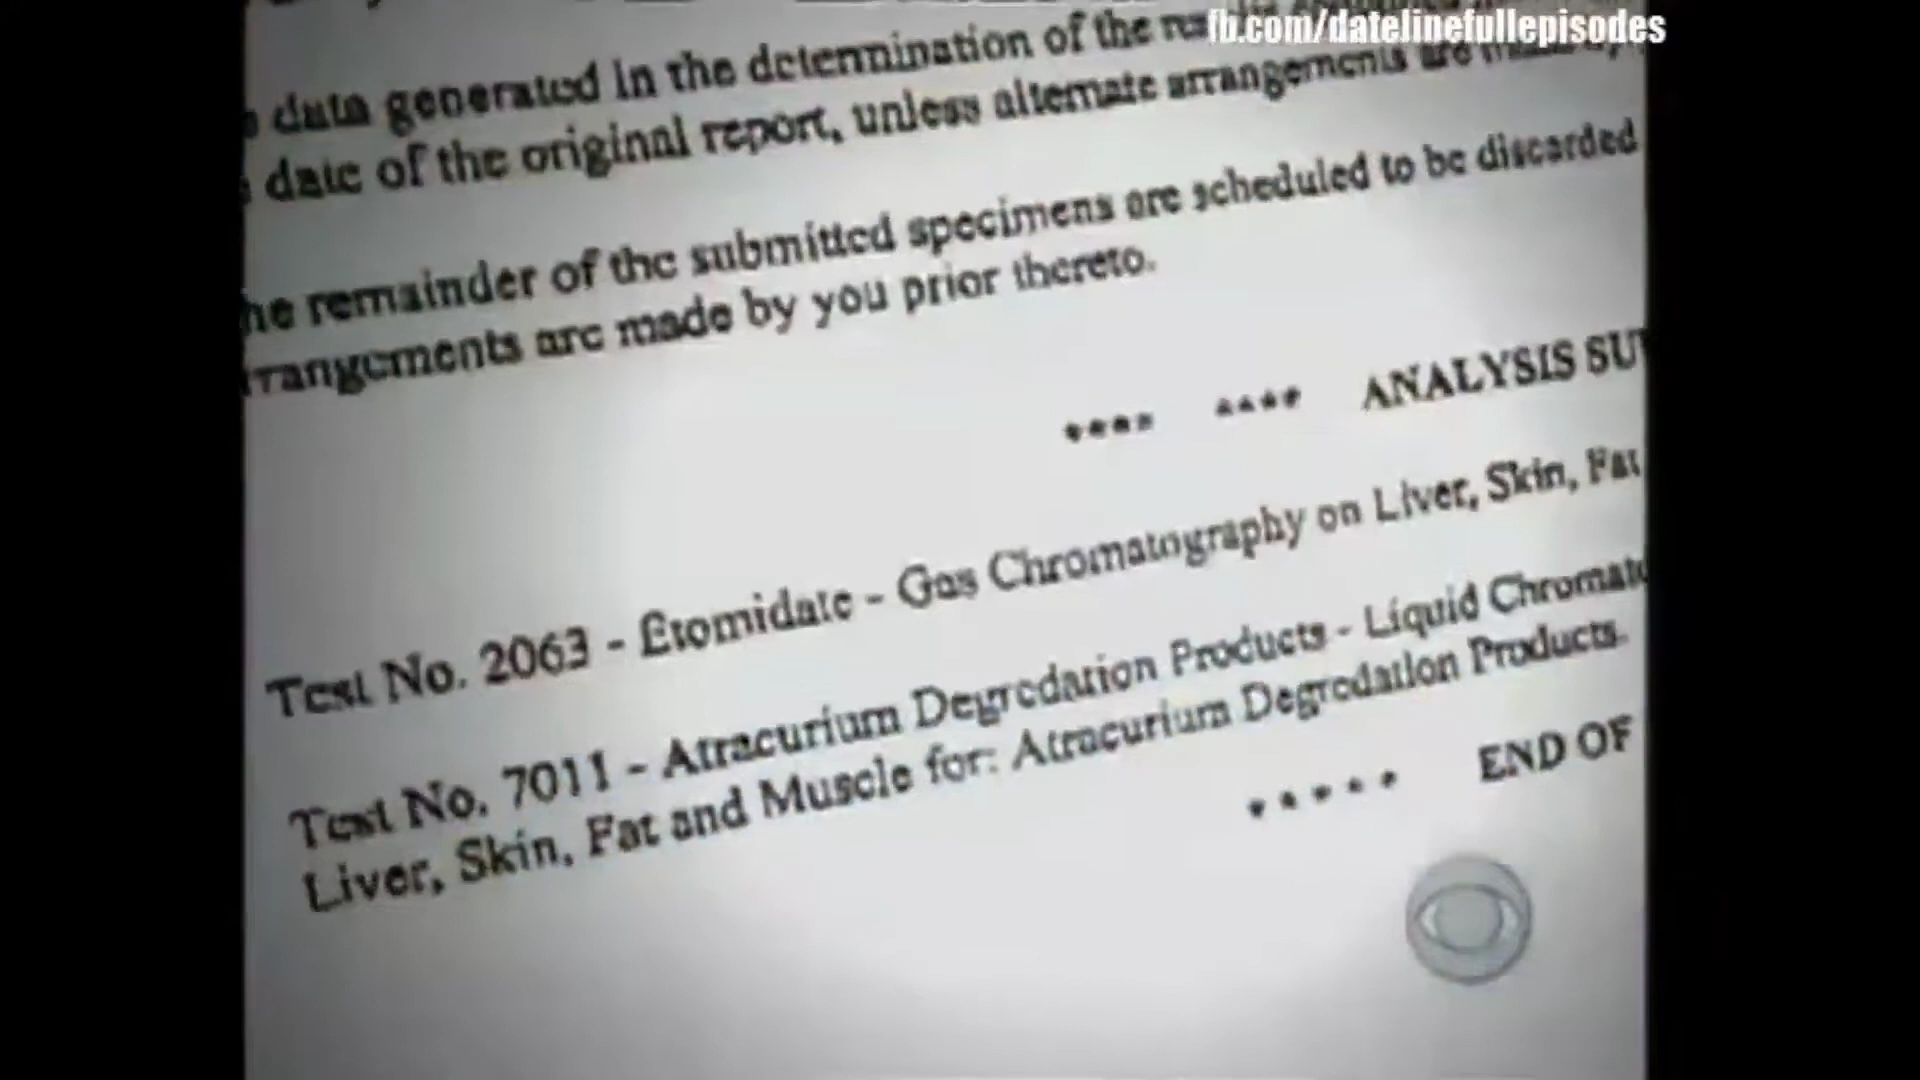 fb.com/datelinefullepisodes
data generated in the determination of the
date of the original report, unless alternate arrangements are
he remainder of the submitted specimens are scheduled to be discarded
rrangements are made by you prior thereto.
**** **** ANALYSIS SU
Test No. 2063 - Etomidate - Gas Chromatography on Liver, Skin, Fat
Test No. 7011 - Atracurium Degredation Products - Liquid Chromato
Liver, Skin, Fat and Muscle for: Atracurium Degredation Products.
***** END OF